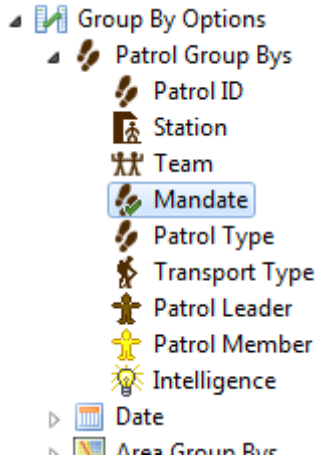 Group By Options
Patrol Group Bys
Patrol ID
Station
Team
Mandate
Patrol Type
Transport Type
Patrol Leader
Patrol Member
Intelligence
Date
Area Group Bys